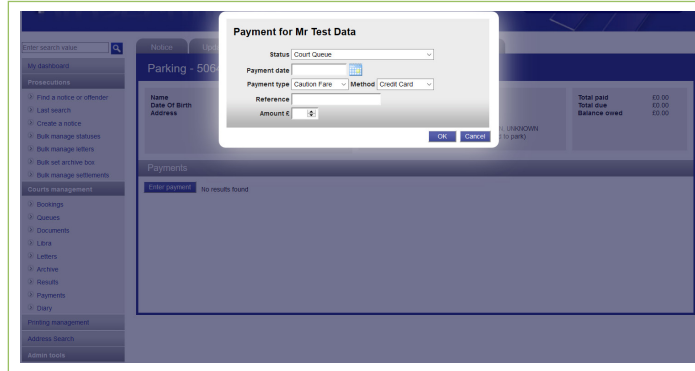 Payment for Mr Test Data
Status Court Queue
Payment date
Payment type Caution Fare Method Credit Card
Reference
Amount £
OK Cancel
Enter search value
Notice
My dashboard
Parking - 5064
Prosecutions
Find a notice or offender
Last search
Create a notice
Bulk manage statuses
Bulk manage letters
Bulk set archive box
Bulk manage settlements
Name
Date Of Birth
Address
UNKNOWN
to park)
Total paid £0.00
Total due £0.00
Balance owed £0.00
Payments
Enter payment No results found
Courts management
Bookings
Queues
Documents
Libra
Letters
Archive
Results
Payments
Diary
Printing management
Address Search
Admin tools